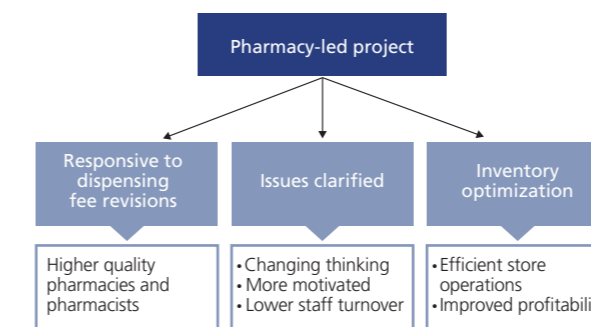 Pharmacy-led project
Responsive to
dispensing
fee revisions
Issues clarified
Inventory
optimization
Higher quality
pharmacies and
pharmacists
• Changing thinking
• More motivated
• Lower staff turnover
• Efficient store
operations
• Improved profitabili